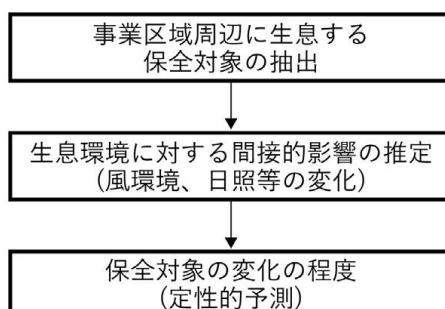 事業区域周辺に生息する
保全対象の抽出
生息環境に対する間接的影響の推定
(風環境、日照等の変化)
保全対象の変化の程度
(定性的予測)